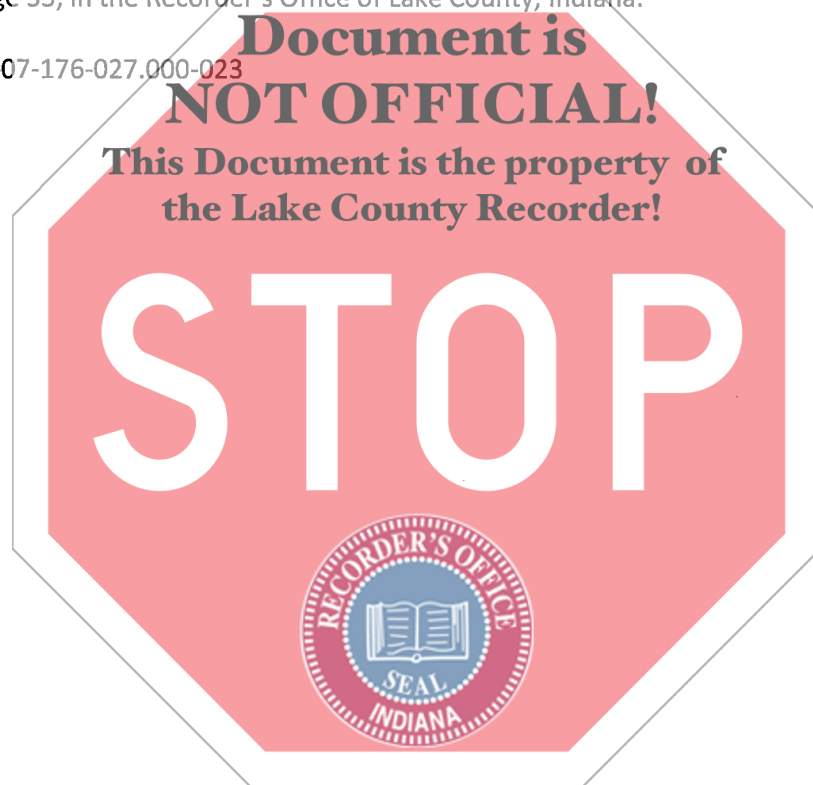 35, in the Recorder's Office of Lake County, Indiana.
Document is
07-176-027.000-023
NOT OFFICIAL!
This Document is the property of
the Lake County Recorder!
STOP
RECORDER'S OFFICE
SEAL
INDIANA